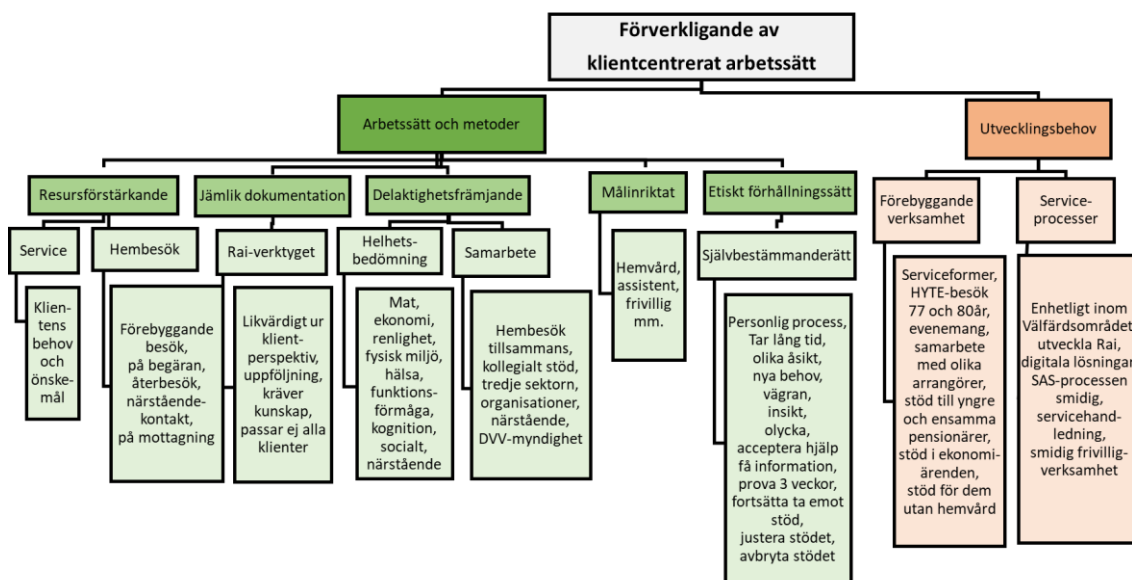 Förverkligande av
klientcentrerat arbetssätt
Arbetssätt och metoder
Utvecklingsbehov
Resursförstärkande
Jämlik dokumentation
Delaktighetsfrämjande
Målinriktat
Etiskt förhållningssätt
Förebyggande
verksamhet
Service-
processer
Service
Hembesök
Rai-verktyget
Helhets-
bedömning
Samarbete
Självbestämmanderätt
Klien-
tens
behov
och
önske-
mål
Förebyggande
besök,
på begäran,
återbesök,
närstående-
kontakt,
på mottagning
Likvärdigt ur
klient-
perspektiv,
uppföljning,
kräver
kunskap,
passar ej alla
klienter
Mat,
ekonomi,
renlighet,
fysisk miljö,
hälsa,
funktions-
förmåga,
kognition,
socialt,
närstående
Hembesök
tillsammans,
kollegialt stöd,
tredje sektorn,
organisationer,
närstående,
DVV-myndighet
Hemvård,
assistent,
frivillig
mm.
Personlig process,
Tar lång tid,
olika åsikt,
nya behov,
vägran,
insikt,
olycka,
acceptera hjälp
få information,
prova 3 veckor,
fortsätta ta emot
stöd,
justera stödet,
avbryta stödet
Serviceformer,
HYTE-besök
77 och 80år,
evenemang,
samarbete
med olika
arrangörer,
stöd till yngre
och ensamma
pensionärer,
stöd i ekonomi-
ärenden,
stöd för dem
utan hemvård
Enhetligt inom
Välfärdsområdet,
utveckla Rai,
digitala lösningar
SAS-processen
smidig,
servicehand-
ledning,
smidig frivillig-
verksamhet